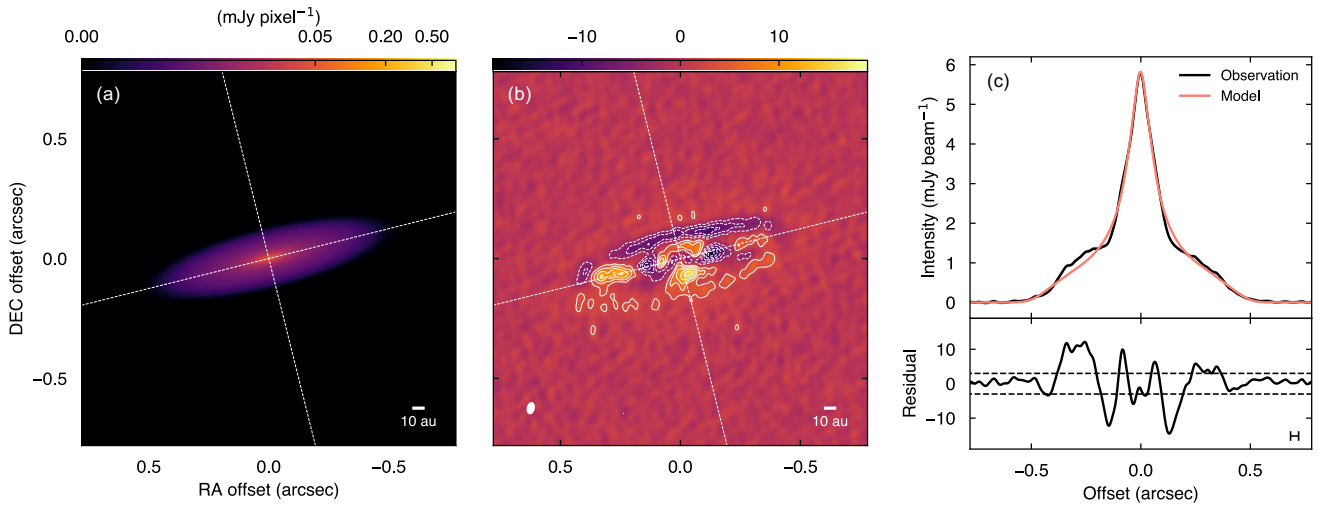 (mJy pixel⁻¹)
0.00 0.05 0.20 0.50
−10 0 10
(a)
(b)
(c)
Observation
Model
6
5
4
3
2
1
0
Intensity (mJy beam⁻¹)
0.5
0.0
−0.5
DEC offset (arcsec)
10 au
10 au
10
0
−10
Residual
0.5 0.0 −0.5
RA offset (arcsec)
0.5 0.0 −0.5
−0.5 0.0 0.5
Offset (arcsec)